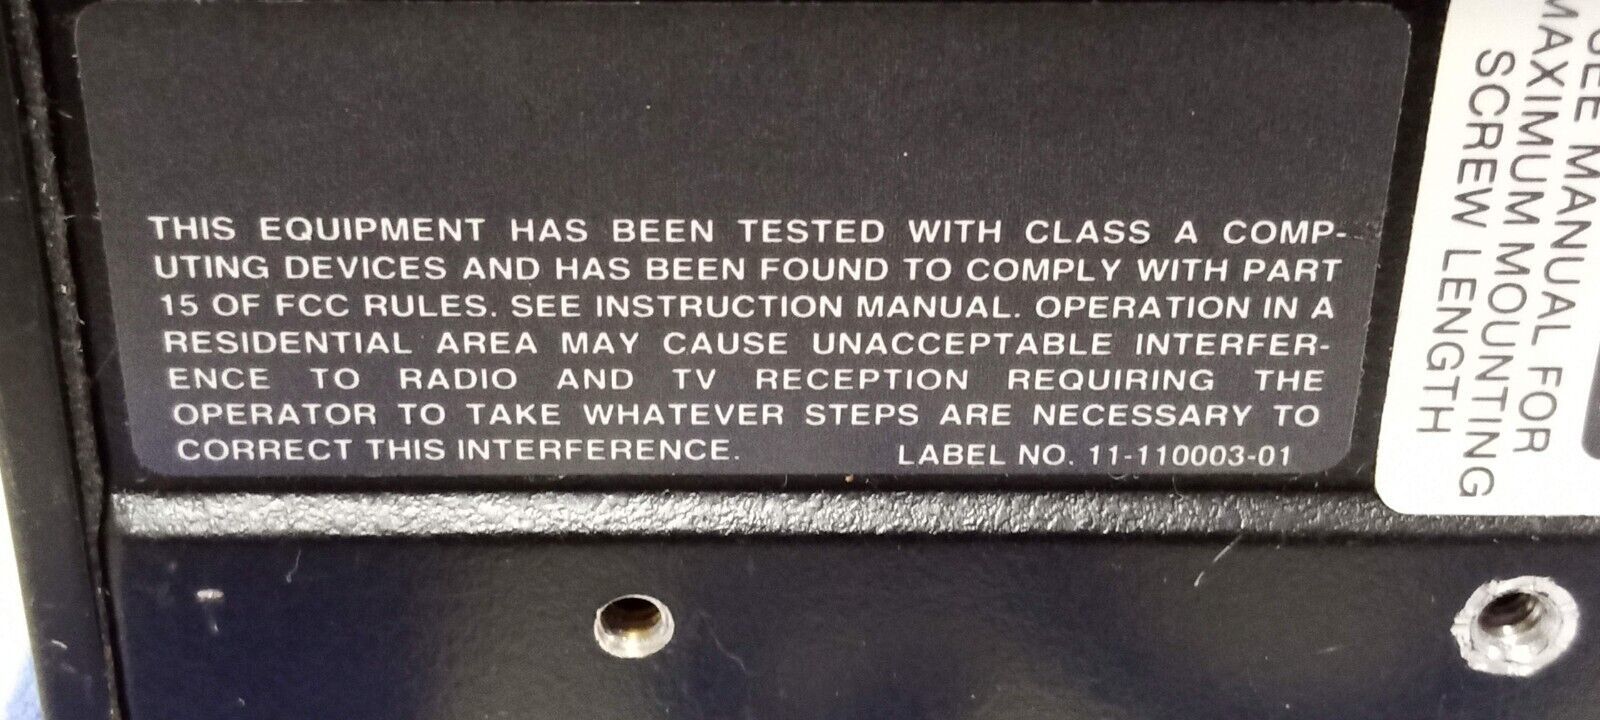 THIS EQUIPMENT HAS BEEN TESTED WITH CLASS A COMP-
UTING DEVICES AND HAS BEEN FOUND TO COMPLY WITH PART
15 OF FCC RULES. SEE INSTRUCTION MANUAL. OPERATION IN A
RESIDENTIAL AREA MAY CAUSE UNACCEPTABLE INTERFER-
ENCE TO RADIO AND TV RECEPTION REQUIRING THE
OPERATOR TO TAKE WHATEVER STEPS ARE NECESSARY TO
CORRECT THIS INTERFERENCE. LABEL NO. 11-110003-01
SEE MANUAL FOR
MAXIMUM MOUNTING
SCREW LENGTH